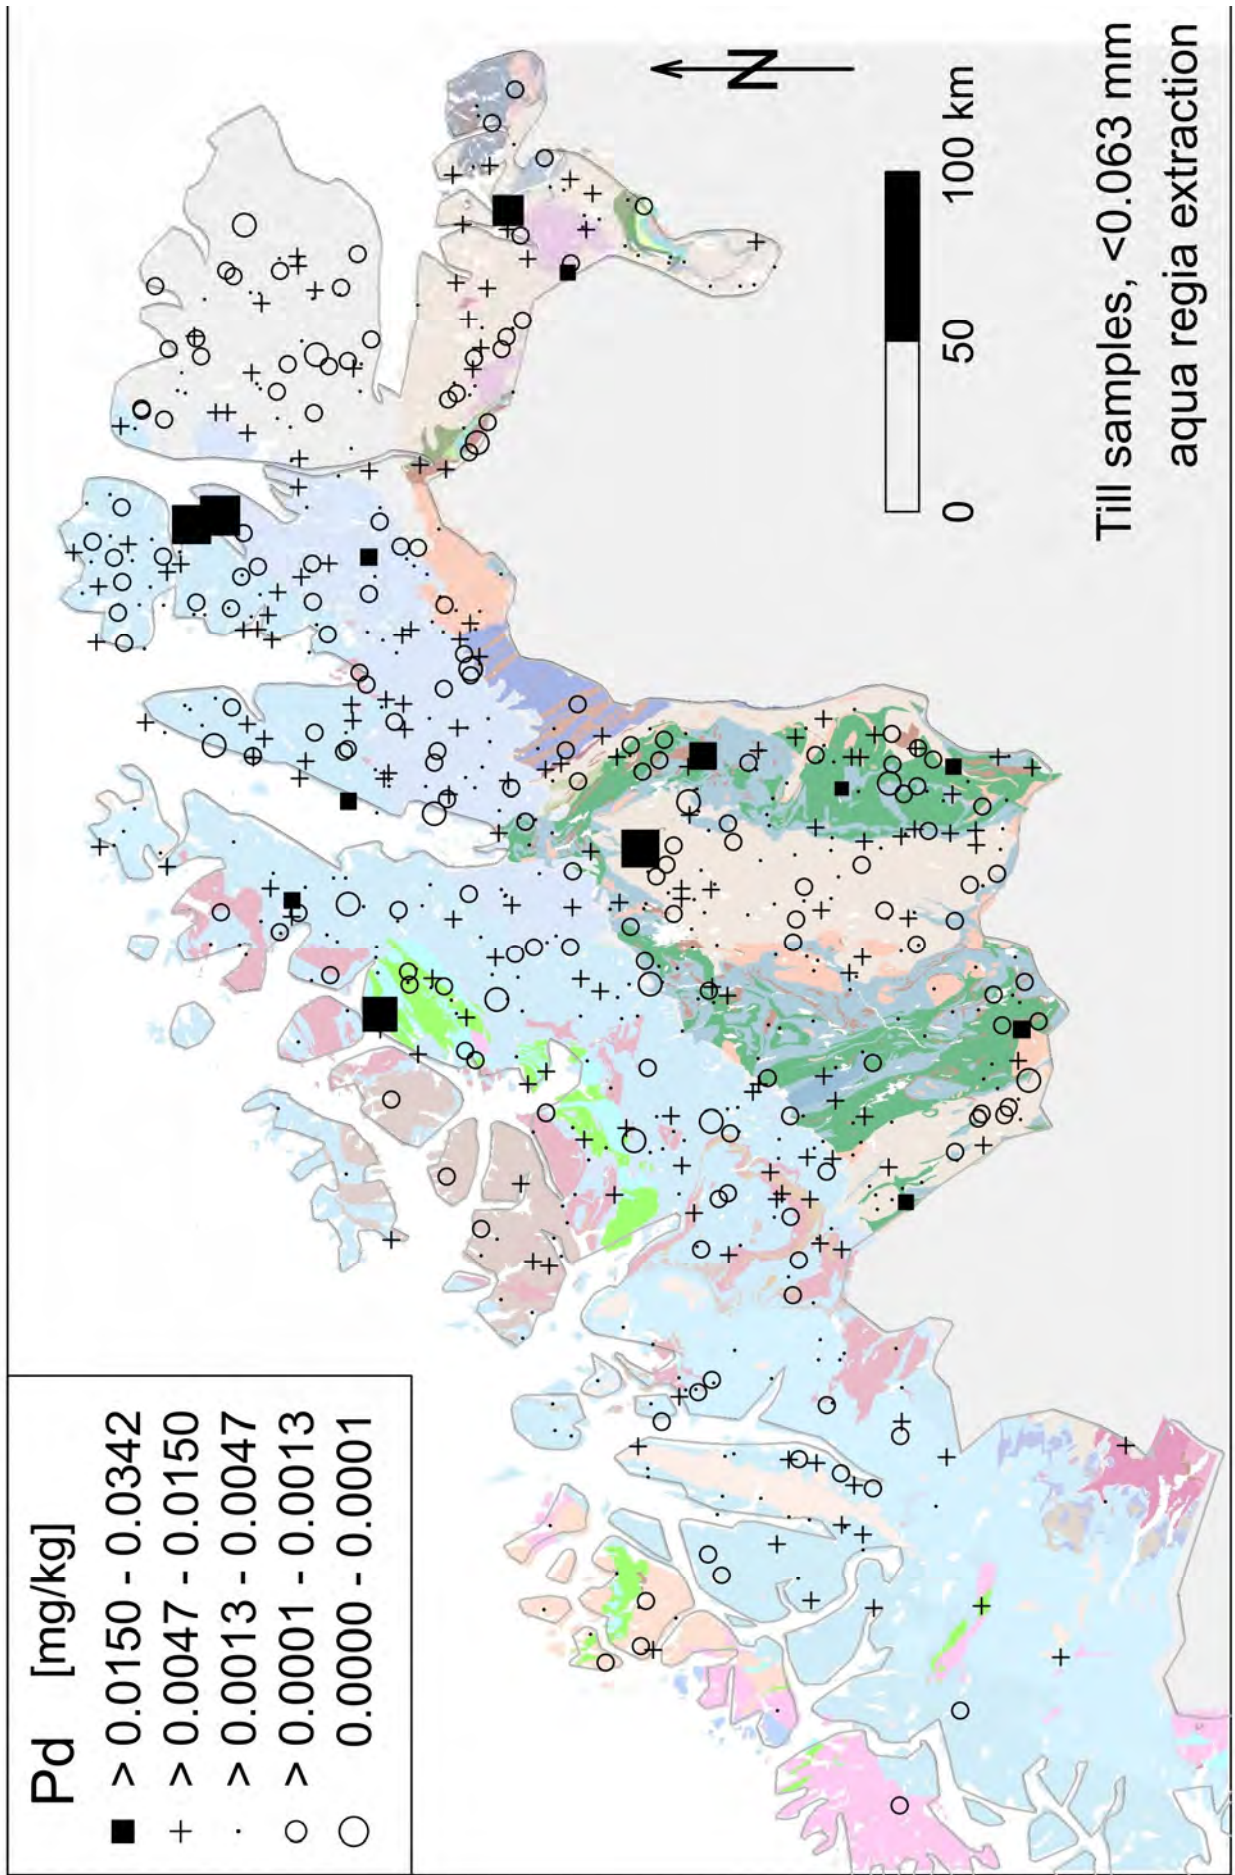 Pd [mg/kg]
> 0.0150 - 0.0342
> 0.0047 - 0.0150
> 0.0013 - 0.0047
> 0.0001 - 0.0013
0.0000 - 0.0001
N
0 50 100 km
Till samples, <0.063 mm
aqua regia extraction